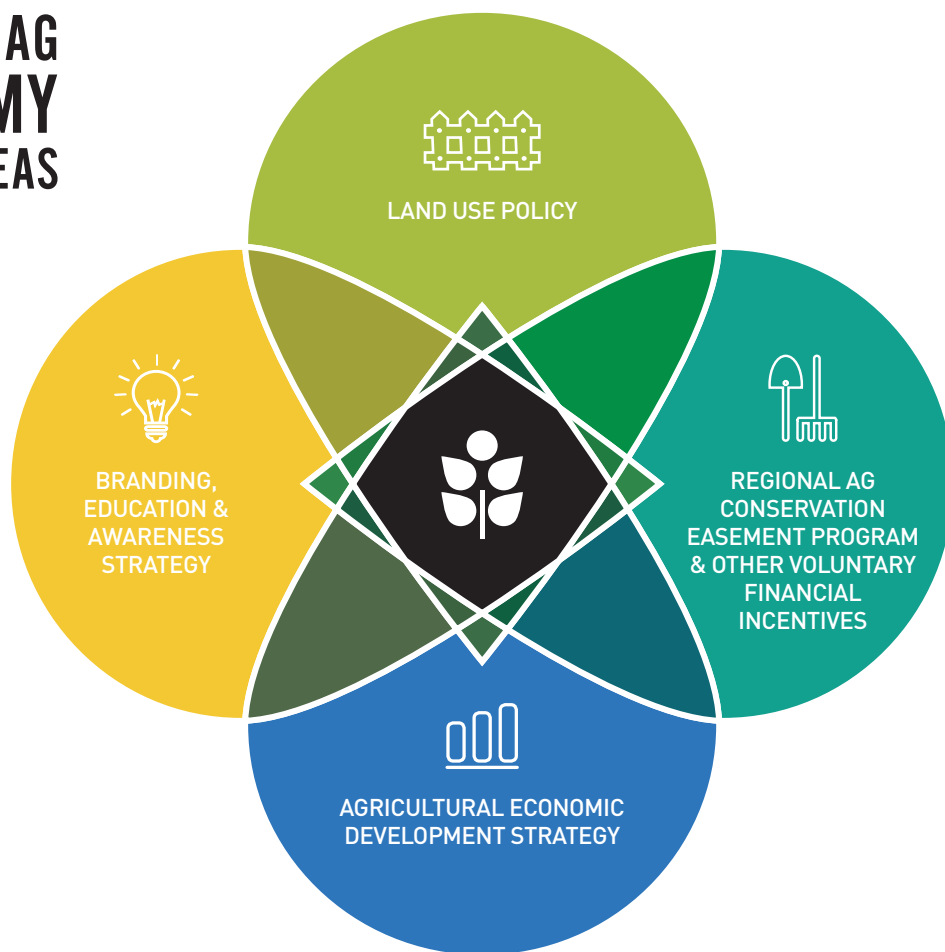 AG
MY
EAS
LAND USE POLICY
BRANDING,
EDUCATION &
AWARENESS
STRATEGY
REGIONAL AG
CONSERVATION
EASEMENT PROGRAM
& OTHER VOLUNTARY
FINANCIAL
INCENTIVES
AGRICULTURAL ECONOMIC
DEVELOPMENT STRATEGY